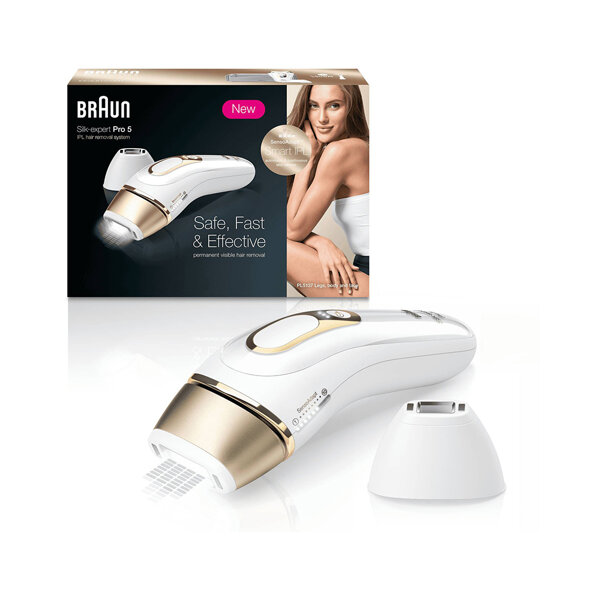 BRAUN
Silk-expert Pro 5
IPL hair removal system
New
SensoAdapt
Smart IPL
Safe, Fast
& Effective
permanent visible hair removal
PL5137 Legs, body and face
SensoAdapt